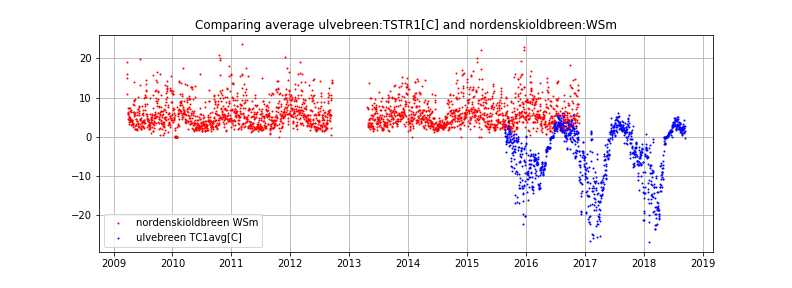 Comparing average ulvebreen:TSTR1[C] and nordenskioldbreen:WSm
20
10
0
−10
−20
nordenskioldbreen WSm
ulvebreen TC1avg[C]
2009 2010 2011 2012 2013 2014 2015 2016 2017 2018 2019